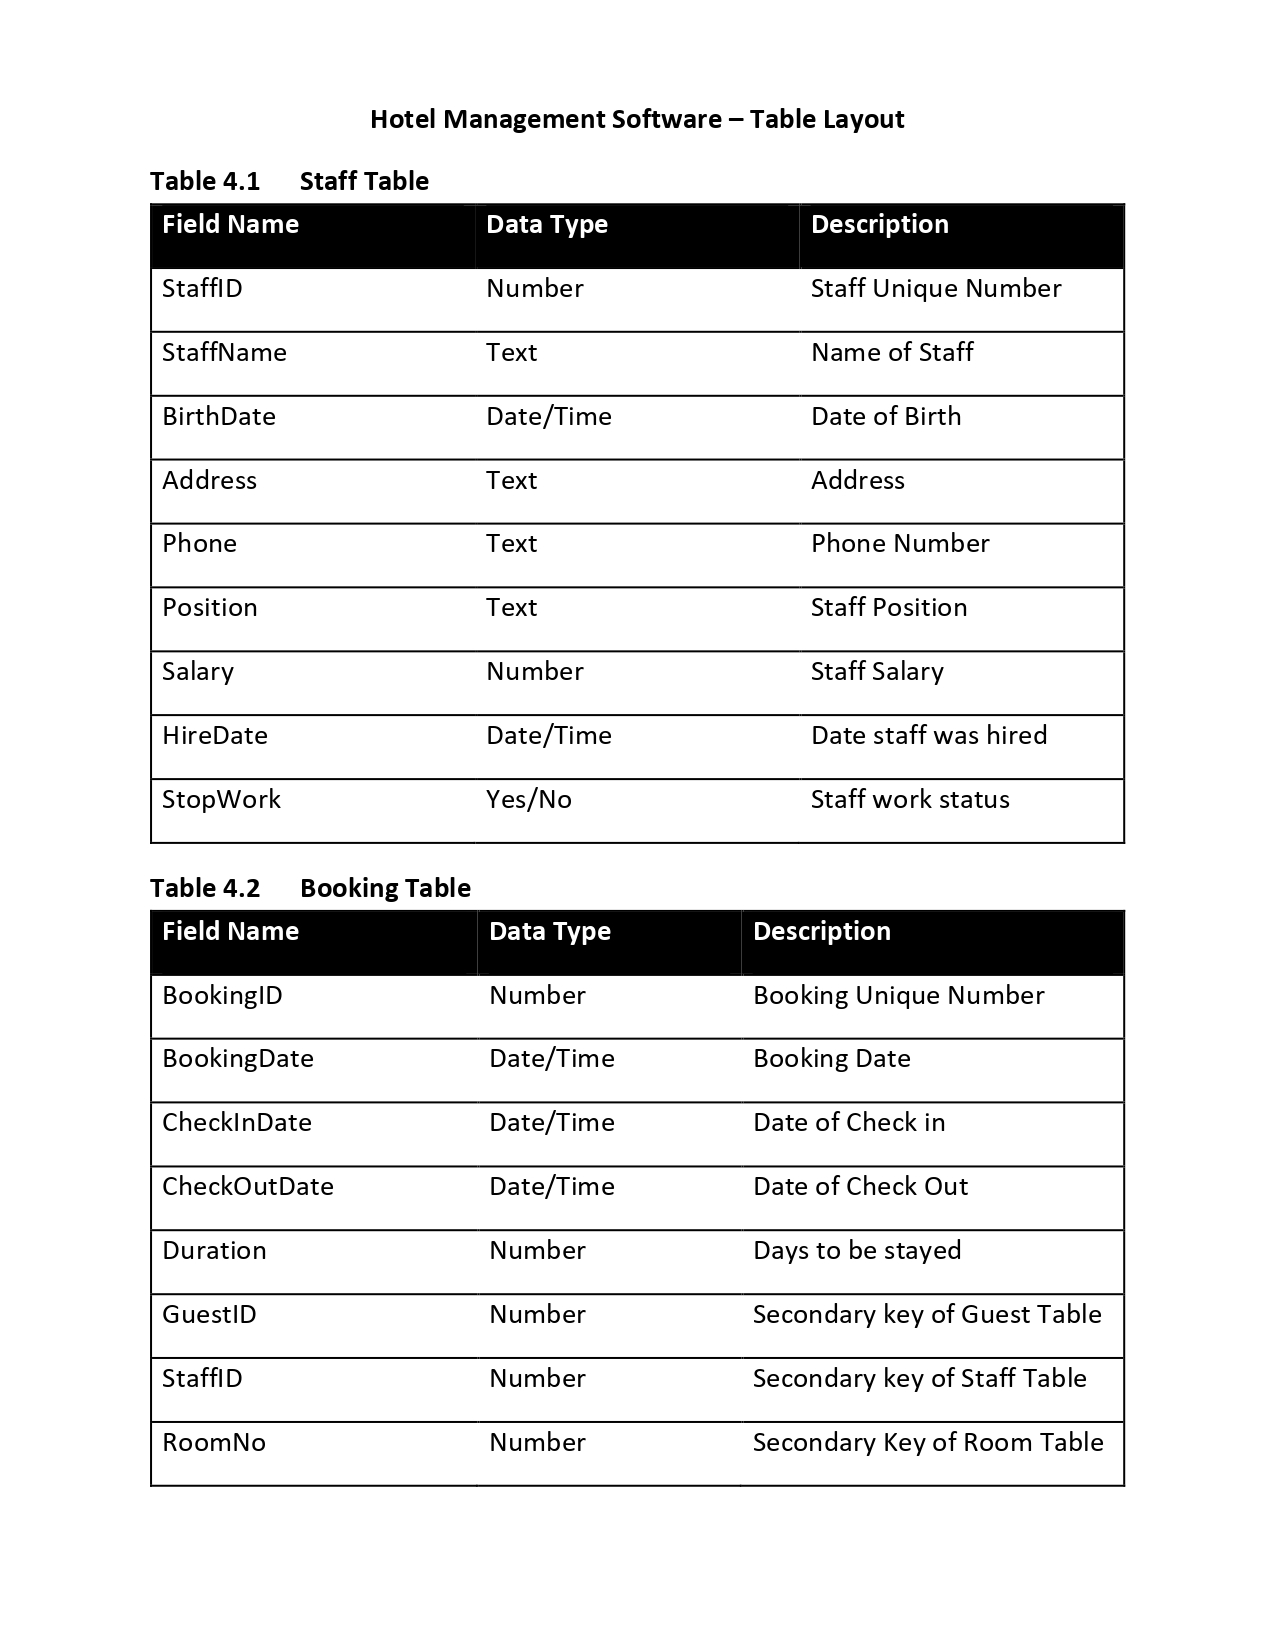 Hotel Management Software – Table Layout
Table 4.1 Staff Table
Field Name Data Type Description
StaffID Number Staff Unique Number
StaffName Text Name of Staff
BirthDate Date/Time Date of Birth
Address Text Address
Phone Text Phone Number
Position Text Staff Position
Salary Number Staff Salary
HireDate Date/Time Date staff was hired
StopWork Yes/No Staff work status
Table 4.2 Booking Table
Field Name Data Type Description
BookingID Number Booking Unique Number
BookingDate Date/Time Booking Date
CheckInDate Date/Time Date of Check in
CheckOutDate Date/Time Date of Check Out
Duration Number Days to be stayed
GuestID Number Secondary key of Guest Table
StaffID Number Secondary key of Staff Table
RoomNo Number Secondary Key of Room Table